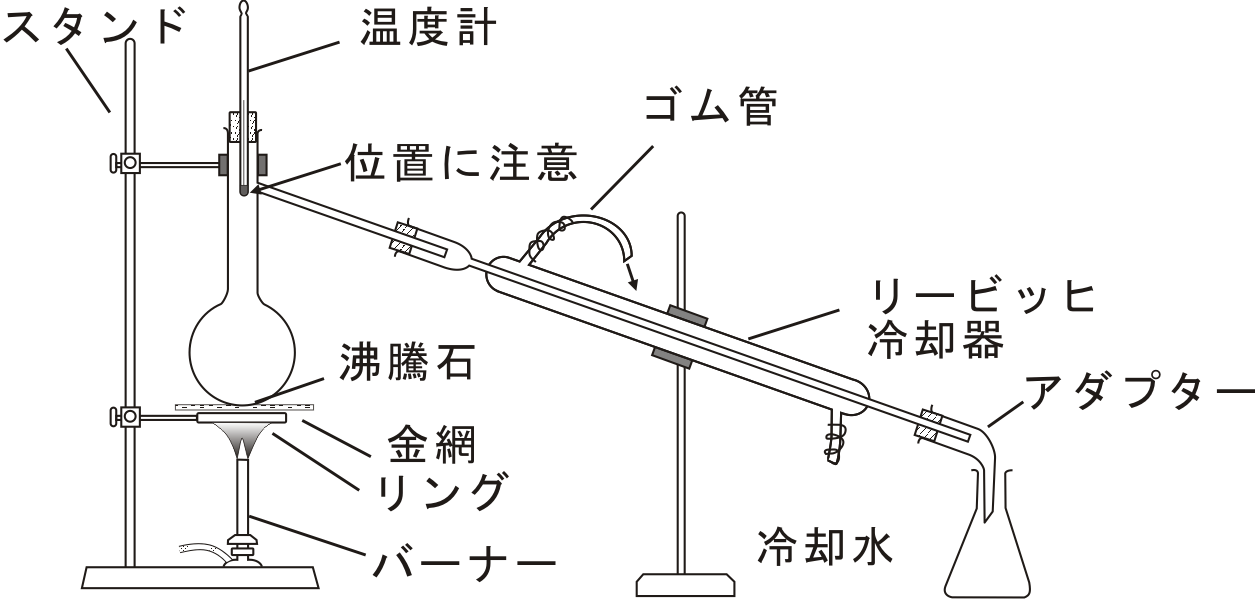 スタンド
温度計
ゴム管
位置に注意
リービッヒ
冷却器
沸騰石
アダプター
金網
リング
冷却水
バーナー